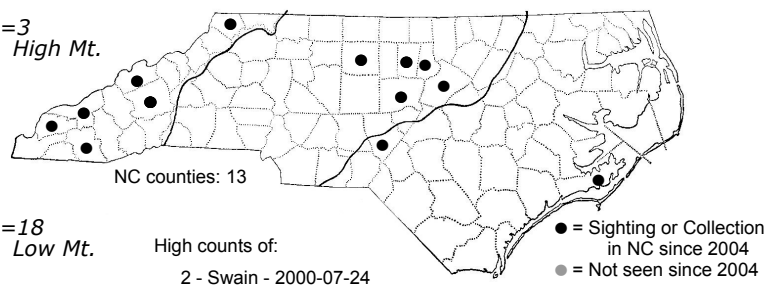 =3
High Mt.
NC counties: 13
=18
Low Mt.
High counts of:
2 - Swain - 2000-07-24
● = Sighting or Collection
in NC since 2004
● = Not seen since 2004